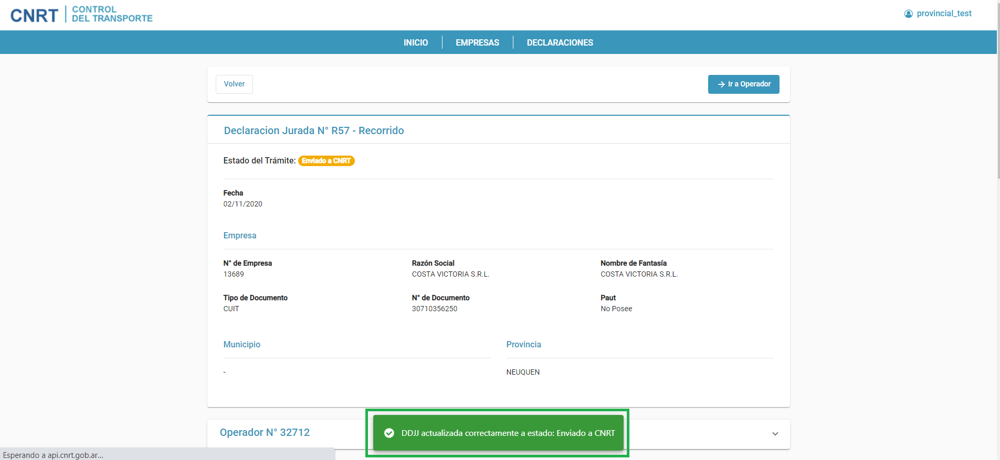 CNRT
CONTROL
DEL TRANSPORTE
provincial_test
INICIO
EMPRESAS
DECLARACIONES
Volver
Ir a Operador
Declaracion Jurada N° R57 - Recorrido
Estado del Trámite: Enviado a CNRT
Fecha
02/11/2020
Empresa
N° de Empresa
13689
Razón Social
COSTA VICTORIA S.R.L.
Nombre de Fantasía
COSTA VICTORIA S.R.L.
Tipo de Documento
CUIT
N° de Documento
30710356250
Paut
No Posee
Municipio
-
Provincia
NEUQUEN
Operador N° 32712
DDJJ actualizada correctamente a estado: Enviado a CNRT
Esperando a api.cnrt.gob.ar...